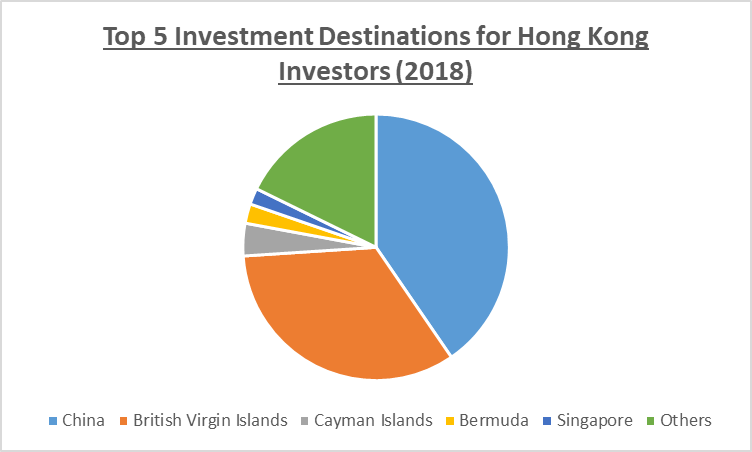 Top 5 Investment Destinations for Hong Kong
Investors (2018)
China British Virgin Islands Cayman Islands Bermuda Singapore Others